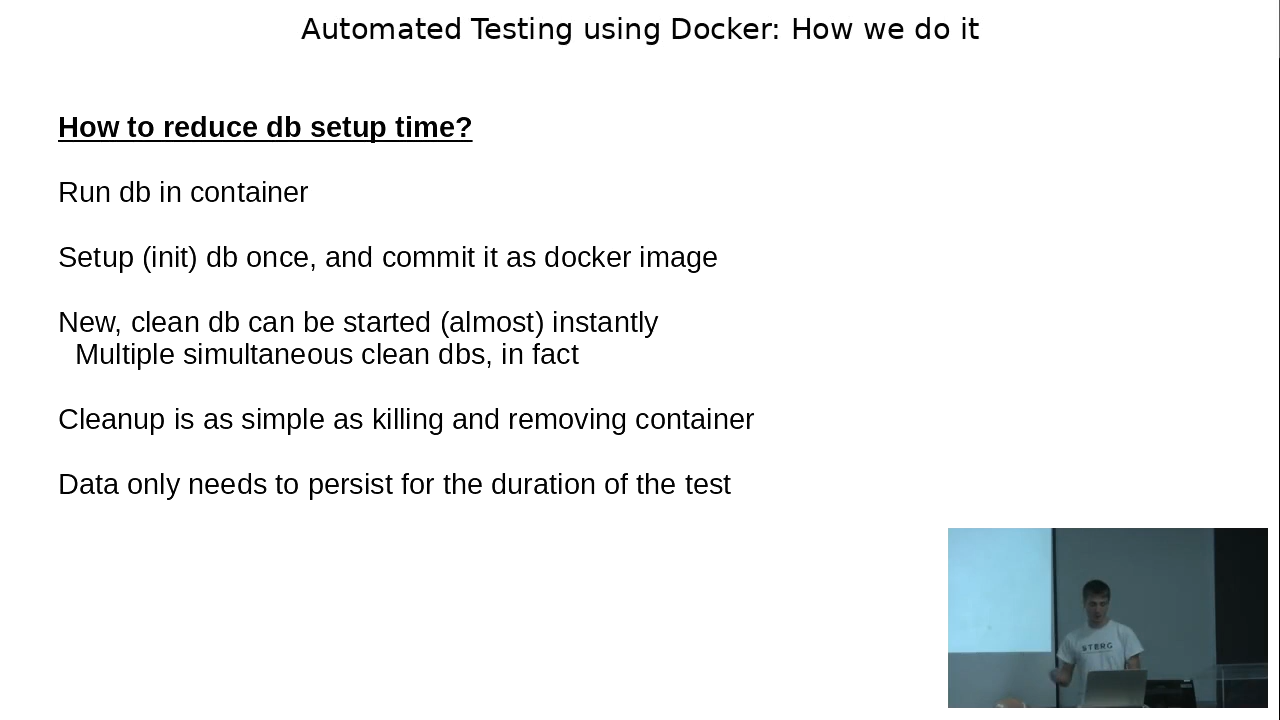 Automated Testing using Docker: How we do it
How to reduce db setup time?
Run db in container
Setup (init) db once, and commit it as docker image
New, clean db can be started (almost) instantly
Multiple simultaneous clean dbs, in fact
Cleanup is as simple as killing and removing container
Data only needs to persist for the duration of the test
STERG